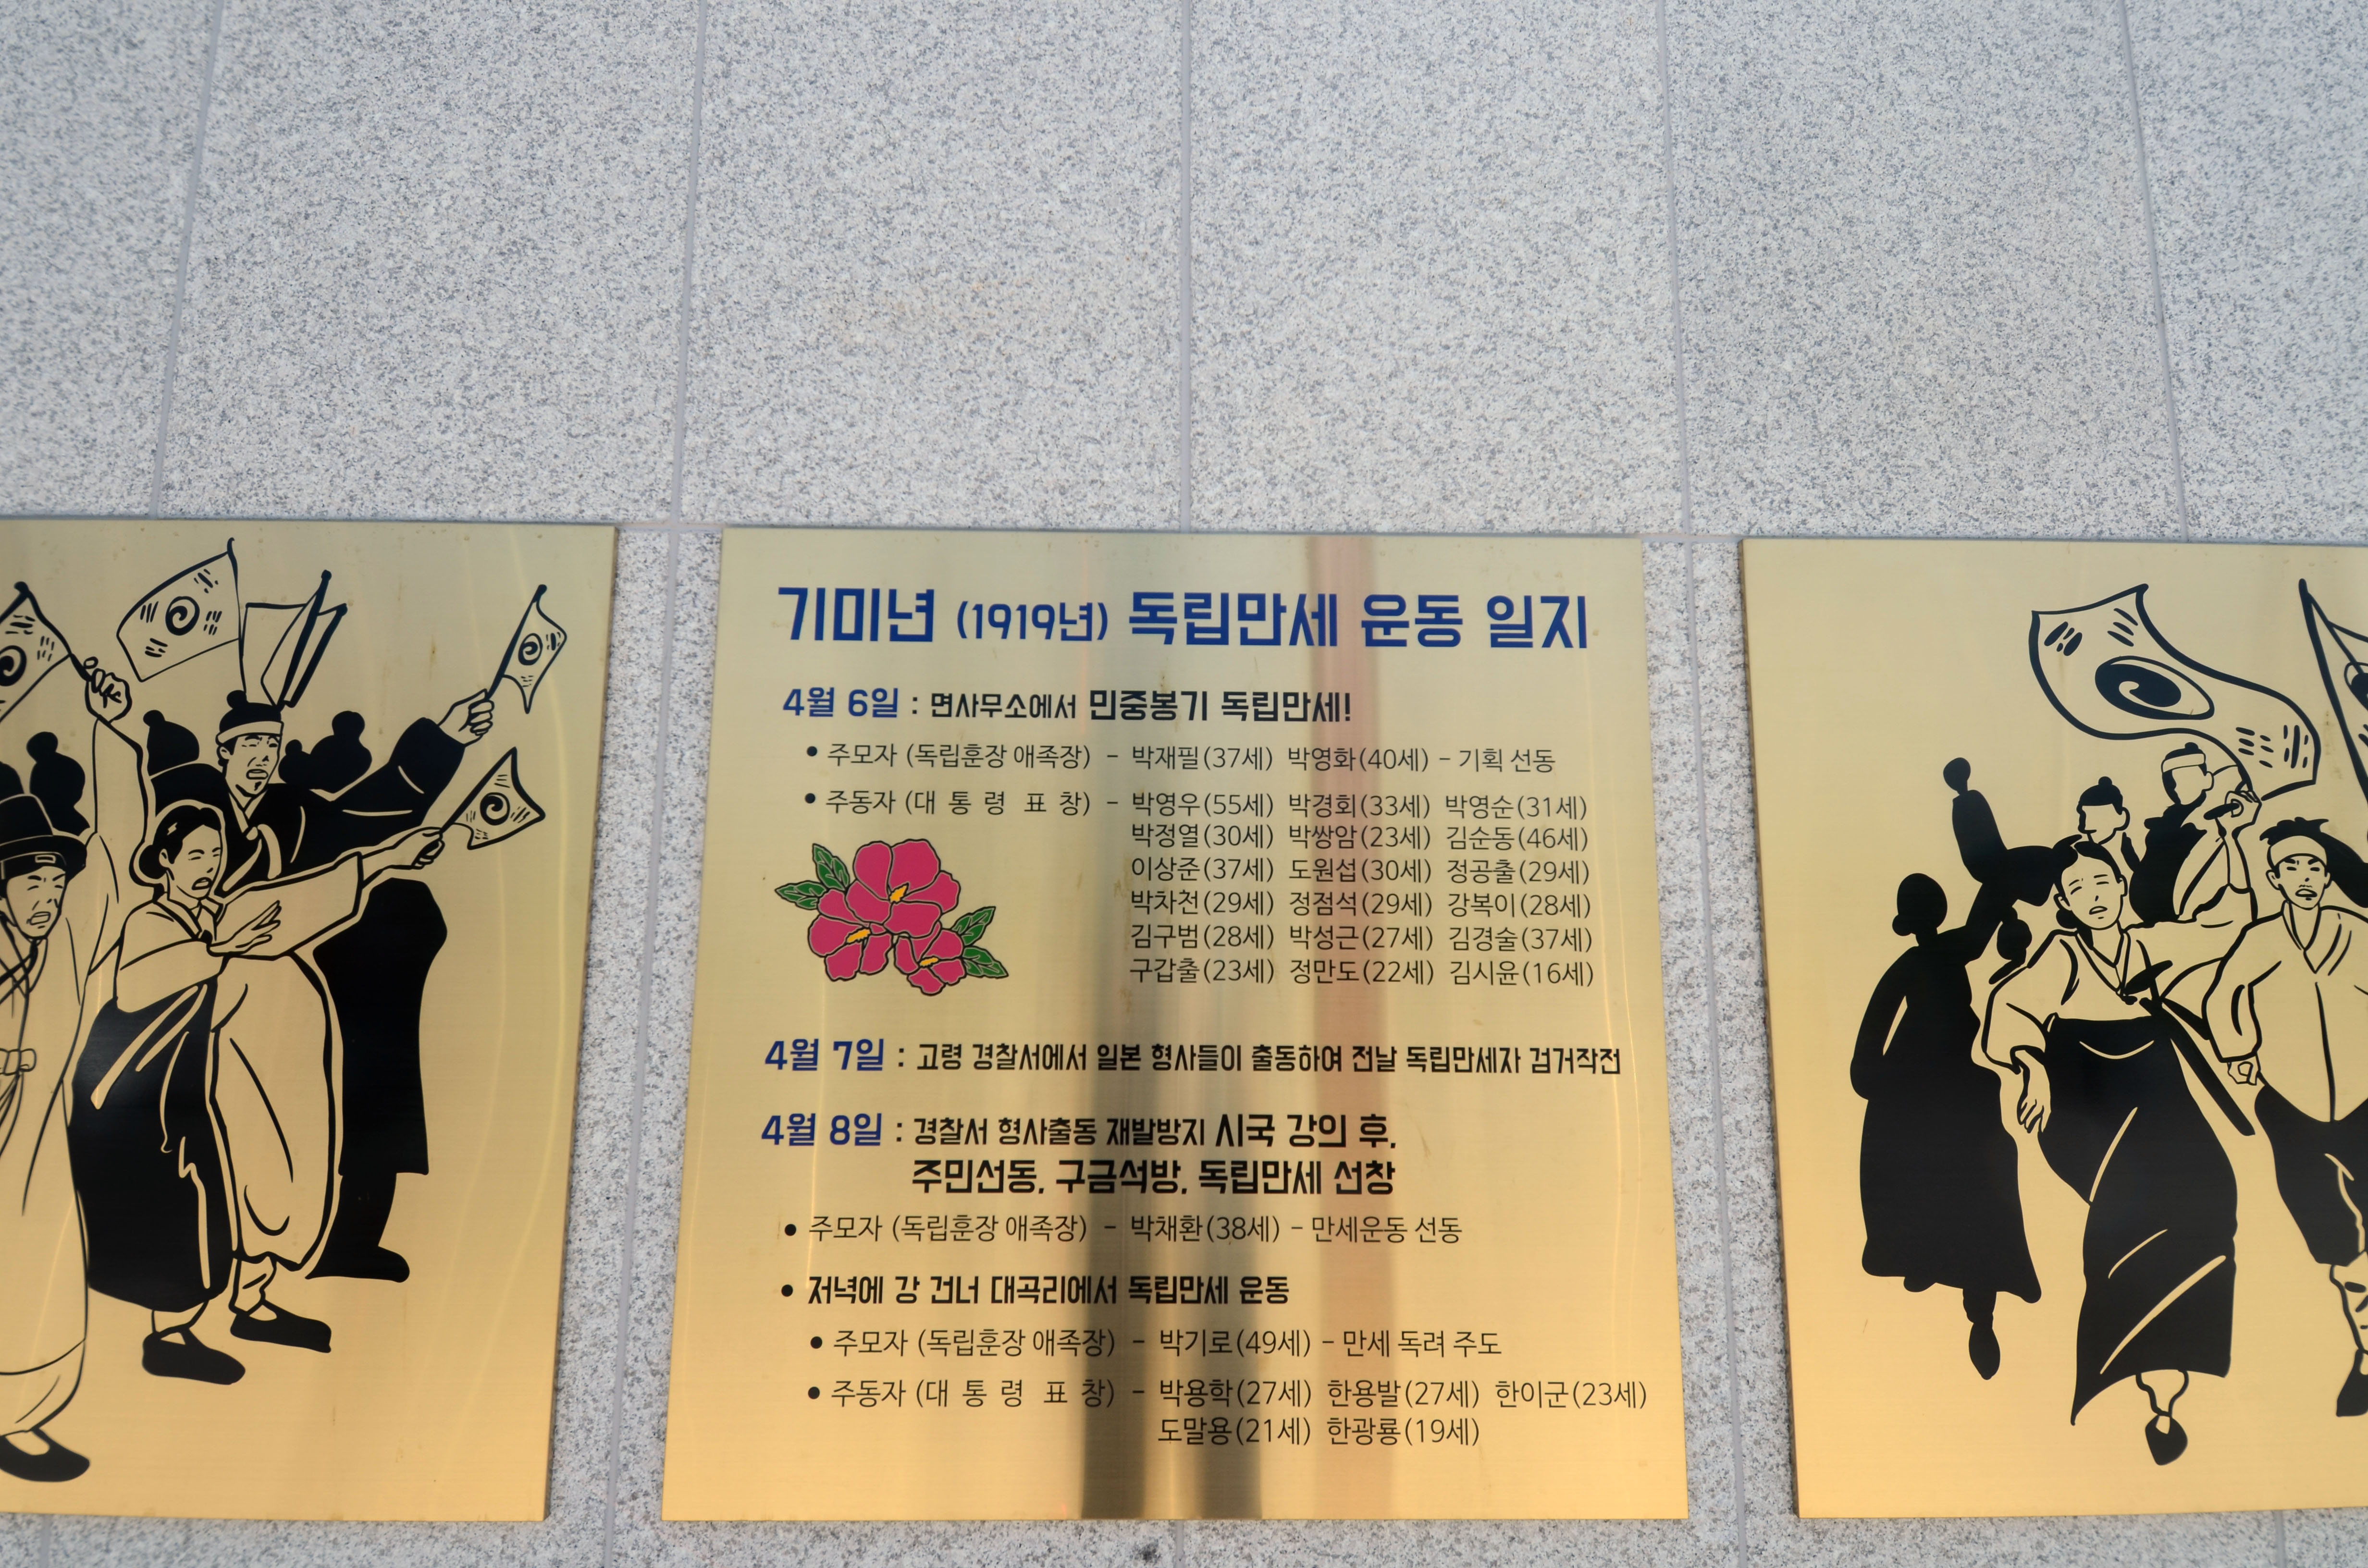 기미년 (1919년) 독립만세 운동 일지
4월 6일 : 면사무소에서 민중봉기 독립만세!
• 주모자 (독립훈장 애족장) - 박재필(37세) 박영화(40세) - 기획 선동
• 주동자 (대 통 령 표 창) - 박영우(55세) 박경회(33세) 박영순(31세)
박정열(30세) 박쌍암(23세) 김순동(46세)
이상준(37세) 도원섭(30세) 정공출(29세)
박차천(29세) 정점석(29세) 강복이(28세)
김구범(28세) 박성근(27세) 김경술(37세)
구갑출(23세) 정만도(22세) 김시윤(16세)
4월 7일 : 고령 경찰서에서 일본 형사들이 출동하여 전날 독립만세자 검거작전
4월 8일 : 경찰서 형사출동 재발방지 시국 강의 후,
주민선동, 구금석방, 독립만세 선창
• 주모자 (독립훈장 애족장) - 박채환(38세) - 만세운동 선동
• 저녁에 강 건너 대곡리에서 독립만세 운동
• 주모자 (독립훈장 애족장) - 박기로(49세) - 만세 독려 주도
• 주동자 (대 통 령 표 창) - 박용학(27세) 한용발(27세) 한이군(23세)
도말용(21세) 한광룡(19세)